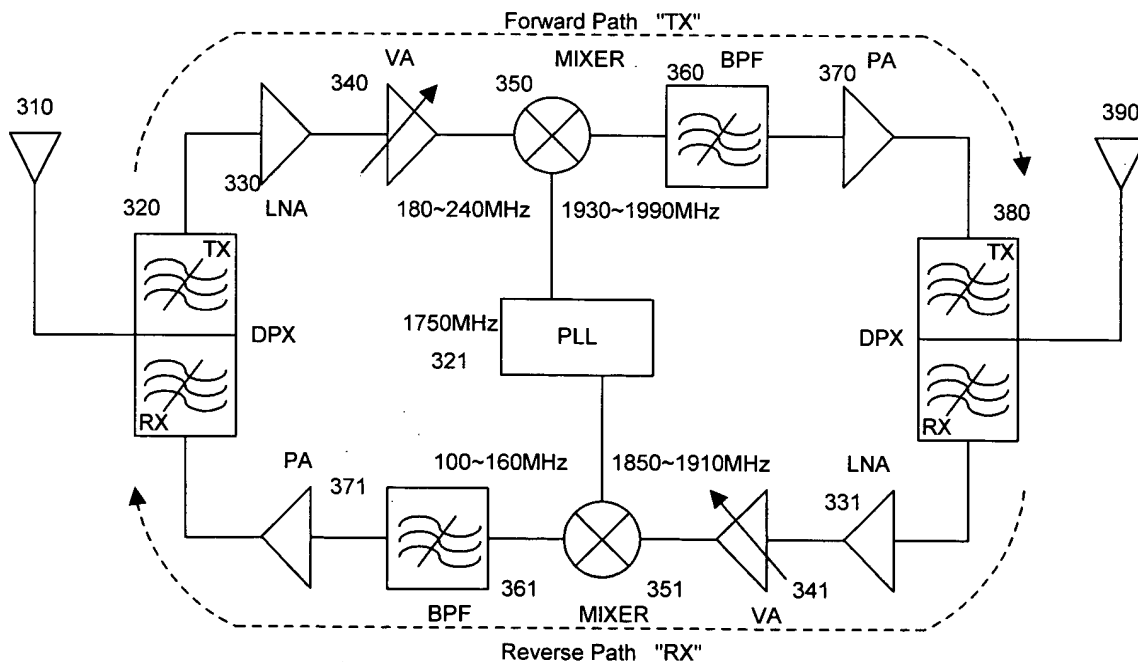 Forward Path "TX"
VA
MIXER
BPF
PA
340
350
360
370
310
390
330
LNA
320
180~240MHz
1930~1990MHz
380
TX
TX
1750MHz
PLL
DPX
DPX
321
RX
RX
PA
100~160MHz
1850~1910MHz
LNA
371
331
361
351
341
BPF
MIXER
VA
Reverse Path "RX"